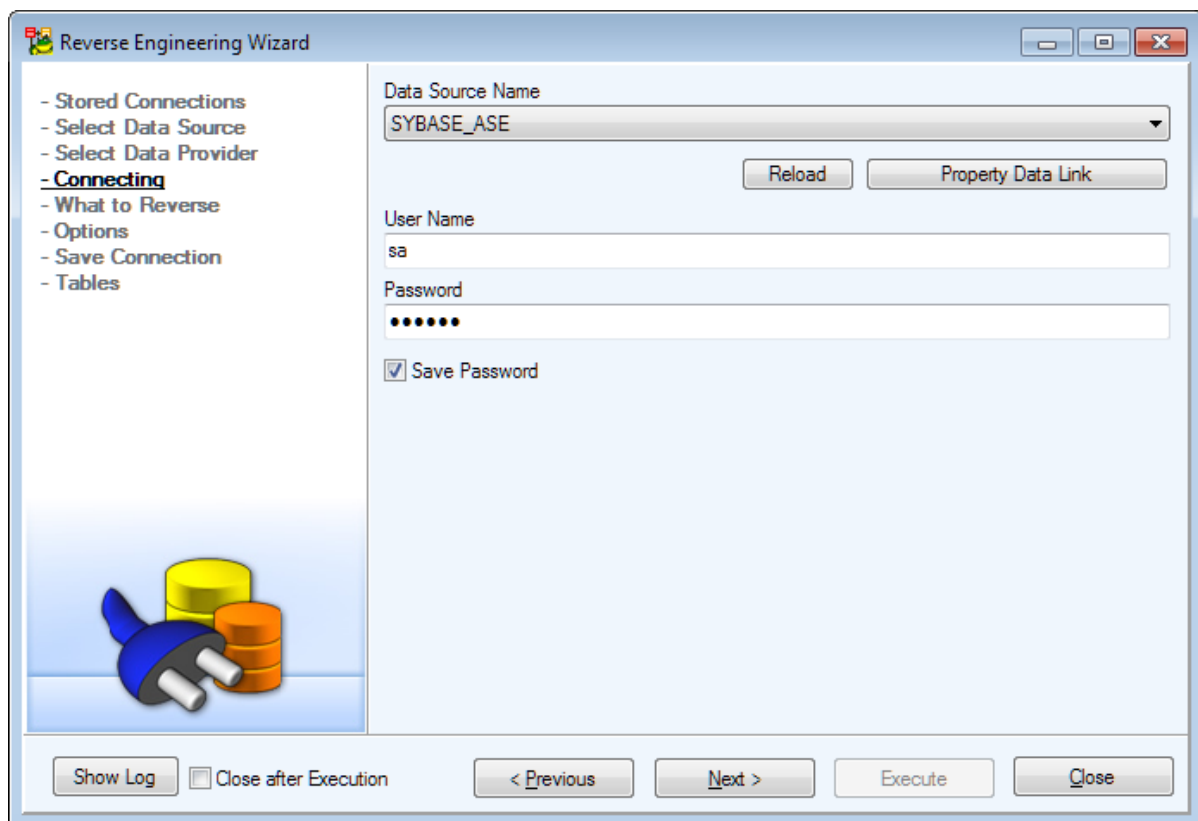 Reverse Engineering Wizard
- Stored Connections
- Select Data Source
- Select Data Provider
- Connecting
- What to Reverse
- Options
- Save Connection
- Tables
Data Source Name
SYBASE_ASE
Reload
Property Data Link
User Name
sa
Password
••••••
Save Password
Show Log
Close after Execution
< Previous
Next >
Execute
Close